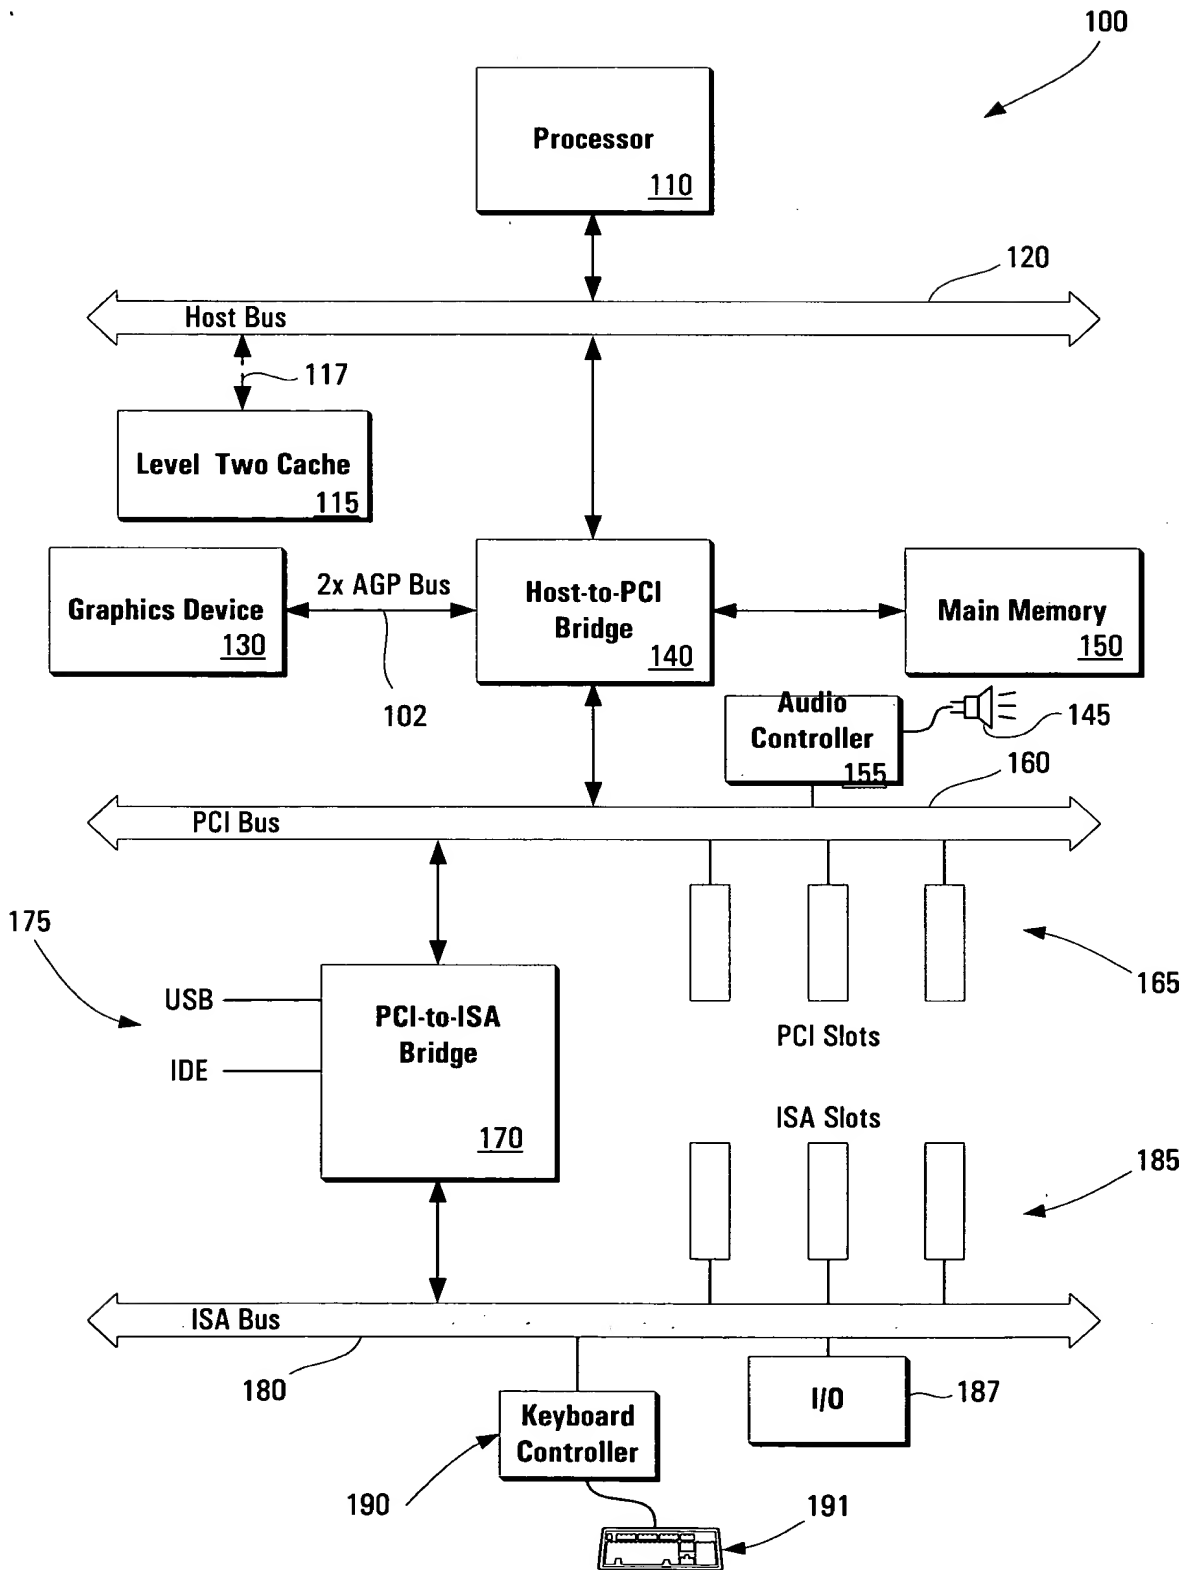 100
Processor
110
120
Host Bus
117
Level Two Cache
115
Graphics Device
130
2x AGP Bus
102
Host-to-PCI
Bridge
140
Main Memory
150
Audio
Controller
155
145
160
PCI Bus
175
USB
IDE
PCI-to-ISA
Bridge
170
165
PCI Slots
ISA Slots
185
ISA Bus
180
I/O
187
Keyboard
Controller
190
191